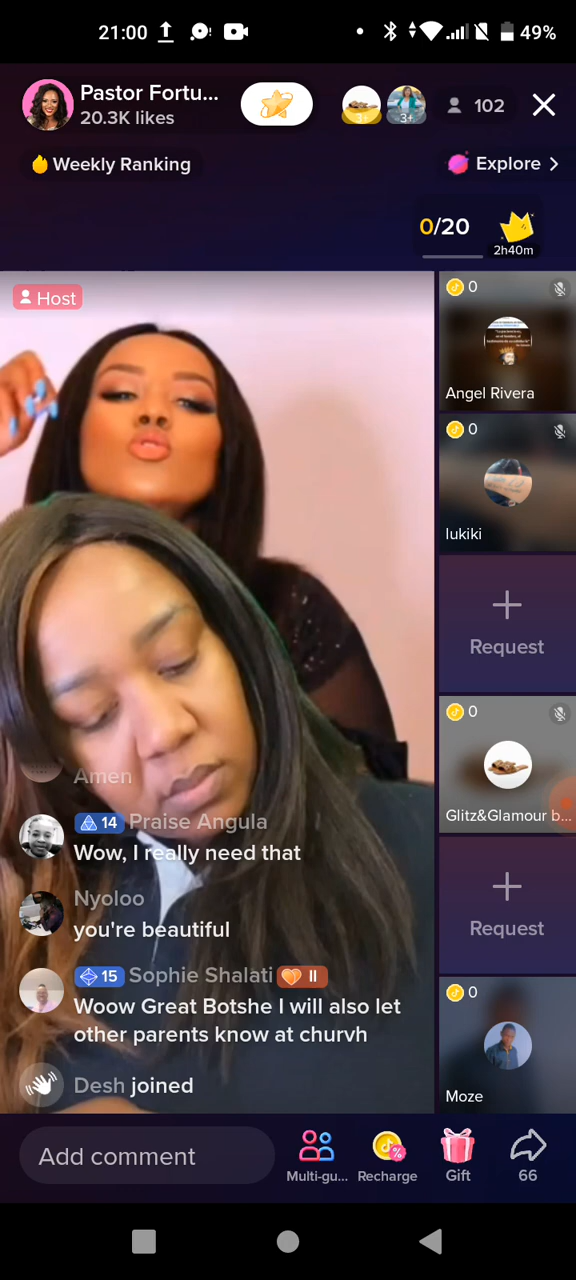 21:00
49%
Pastor Fortu...
20.3K likes
3+
3+
102
Weekly Ranking
Explore
0/20
2h40m
Host
0
Angel Rivera
0
lukiki
Request
0
Glitz&Glamour b...
Request
0
Moze
Amen
14 Praise Angula
Wow, I really need that
Nyoloo
you're beautiful
15 Sophie Shalati II
Woow Great Botshe I will also let
other parents know at churvh
Desh joined
Add comment
Multi-gu...
Recharge
Gift
66